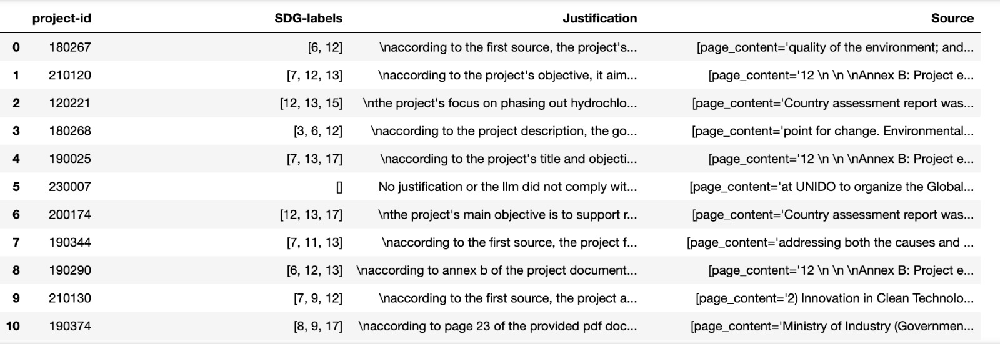 project-id SDG-labels Justification Source
0 180267 [6, 12] \naccording to the first source, the project's... [page_content='quality of the environment; and...
1 210120 [7, 12, 13] \naccording to the project's objective, it aim... [page_content='12 \n \n \nAnnex B: Project e...
2 120221 [12, 13, 15] \nthe project's focus on phasing out hydrochlo... [page_content='Country assessment report was...
3 180268 [3, 6, 12] \naccording to the project description, the go... [page_content='point for change. Environmental...
4 190025 [7, 13, 17] \naccording to the project's title and objecti... [page_content='12 \n \n \nAnnex B: Project e...
5 230007 [] No justification or the llm did not comply wit... [page_content='at UNIDO to organize the Global...
6 200174 [12, 13, 17] \nthe project's main objective is to support r... [page_content='Country assessment report was...
7 190344 [7, 11, 13] \naccording to the first source, the project f... [page_content='addressing both the causes and ...
8 190290 [6, 12, 13] \naccording to annex b of the project document... [page_content='12 \n \n \nAnnex B: Project e...
9 210130 [7, 9, 12] \naccording to the first source, the project a... [page_content='2) Innovation in Clean Technolo...
10 190374 [8, 9, 17] \naccording to page 23 of the provided pdf doc... [page_content='Ministry of Industry (Governmen...